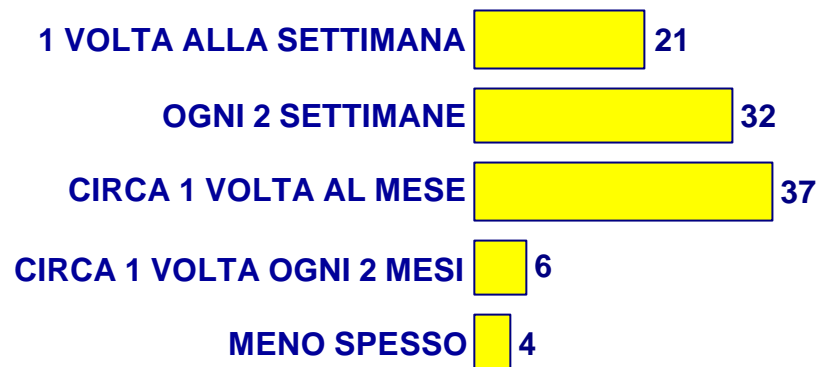 1 VOLTA ALLA SETTIMANA 21
OGNI 2 SETTIMANE 32
CIRCA 1 VOLTA AL MESE 37
CIRCA 1 VOLTA OGNI 2 MESI 6
MENO SPESSO 4